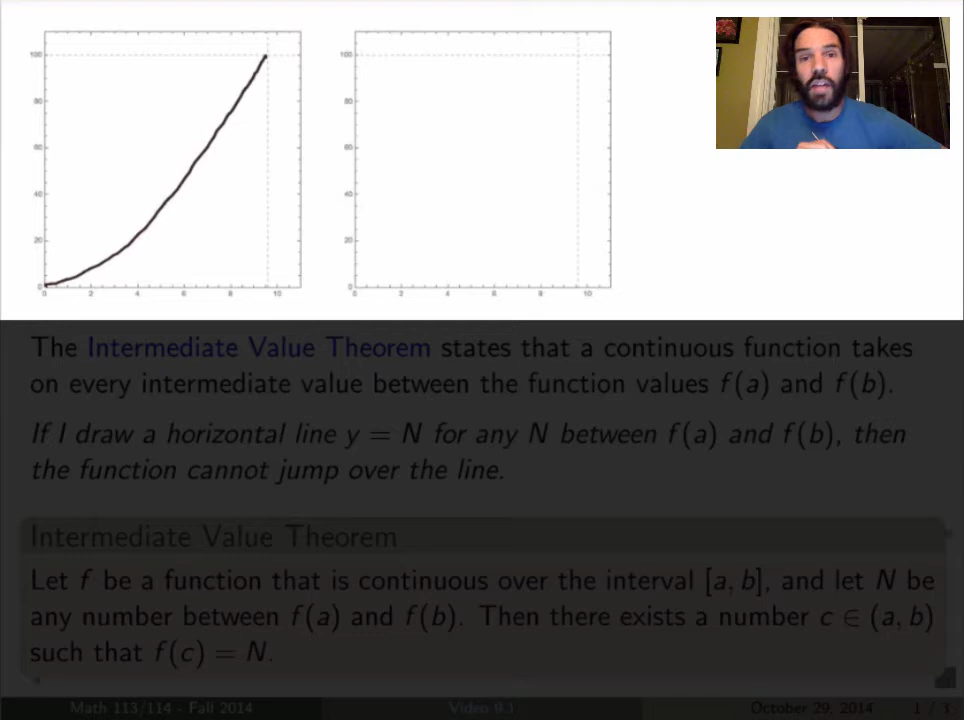 100
80
60
40
20
0
0 2 4 6 8 10
100
80
60
40
20
0
0 2 4 6 8 10
The Intermediate Value Theorem states that a continuous function takes
on every intermediate value between the function values f(a) and f(b).
If I draw a horizontal line y = N for any N between f(a) and f(b), then
the function cannot jump over the line.
Intermediate Value Theorem
Let f be a function that is continuous over the interval [a, b], and let N be
any number between f(a) and f(b). Then there exists a number c ∈ (a, b)
such that f(c) = N.
Math 113/114 - Fall 2014 Video 9.1 October 29, 2014 1 / 3